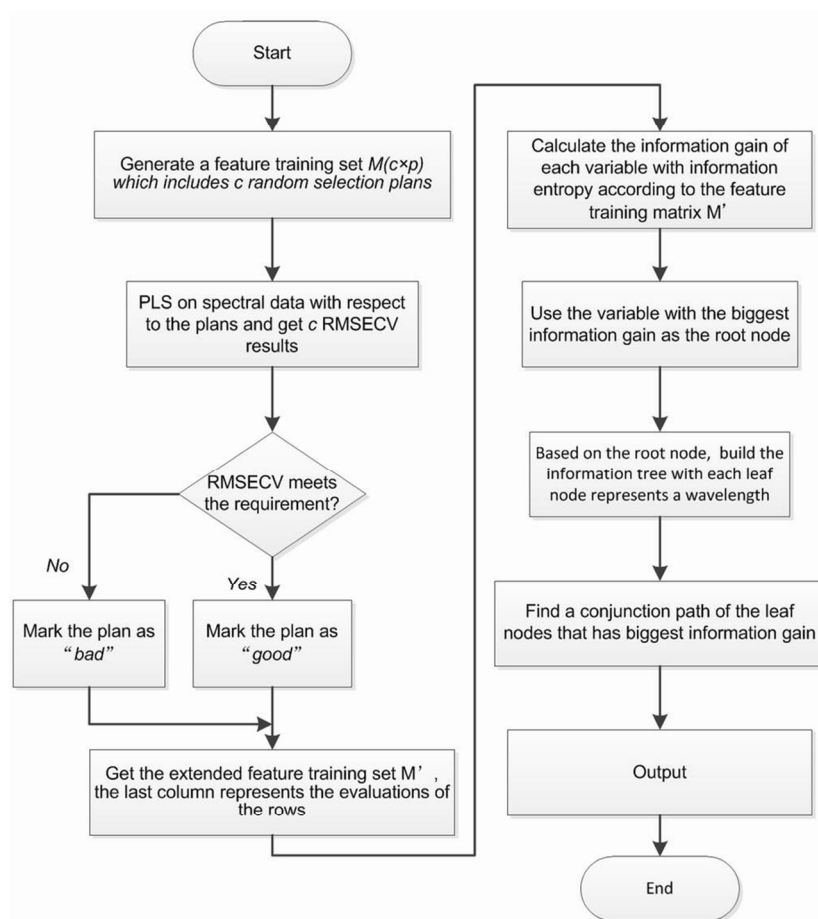 Start
Generate a feature training set M(c×p)
which includes c random selection plans
PLS on spectral data with respect
to the plans and get c RMSECV
results
RMSECV meets
the requirement?
No
Yes
Mark the plan as
“bad”
Mark the plan as
“good”
Get the extended feature training set M’ ,
the last column represents the evaluations of
the rows
Calculate the information gain of
each variable with information
entropy according to the feature
training matrix M’
Use the variable with the biggest
information gain as the root node
Based on the root node, build the
information tree with each leaf
node represents a wavelength
Find a conjunction path of the leaf
nodes that has biggest information gain
Output
End